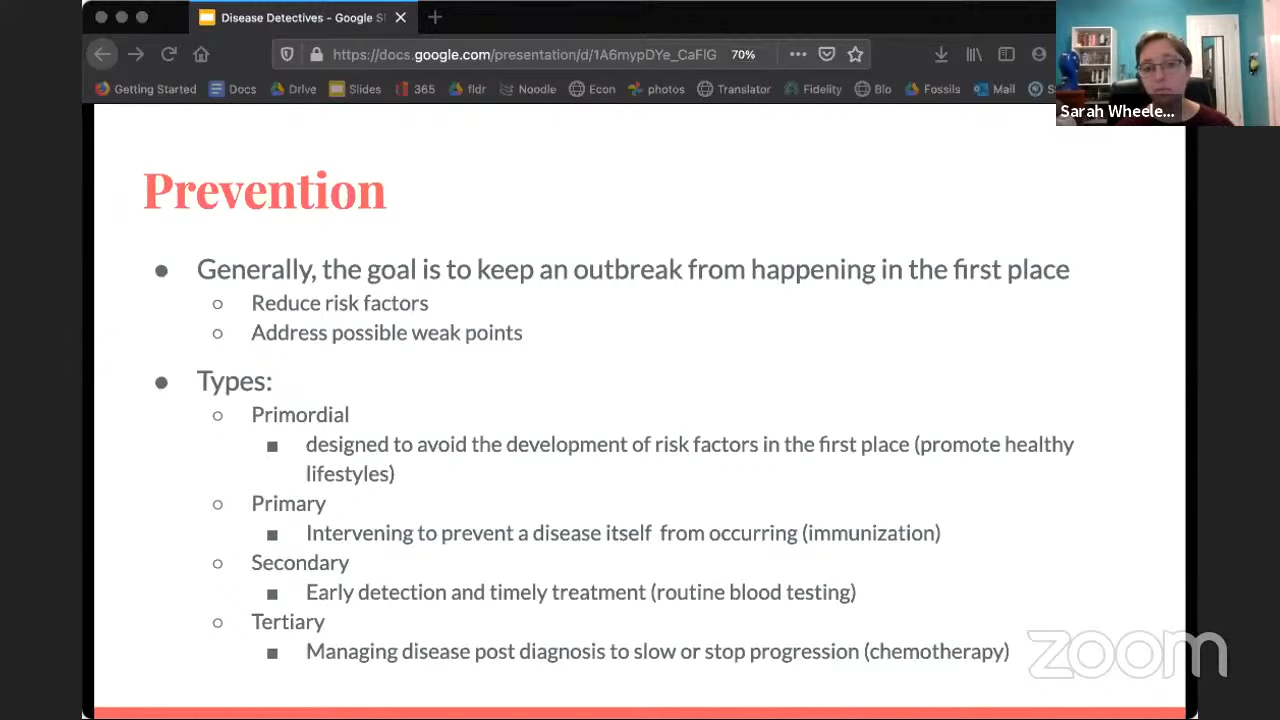 Disease Detectives - Google Sl
https://docs.google.com/presentation/d/1A6mypDYe_CaFlG 70%
Getting Started Docs Drive Slides 365 fldr Noodle Econ photos Translator Fidelity Bio Fossils Mail S
Sarah Wheele...
Prevention
● Generally, the goal is to keep an outbreak from happening in the first place
○ Reduce risk factors
○ Address possible weak points
● Types:
○ Primordial
■ designed to avoid the development of risk factors in the first place (promote healthy
lifestyles)
○ Primary
■ Intervening to prevent a disease itself from occurring (immunization)
○ Secondary
■ Early detection and timely treatment (routine blood testing)
○ Tertiary
■ Managing disease post diagnosis to slow or stop progression (chemotherapy)
zoom